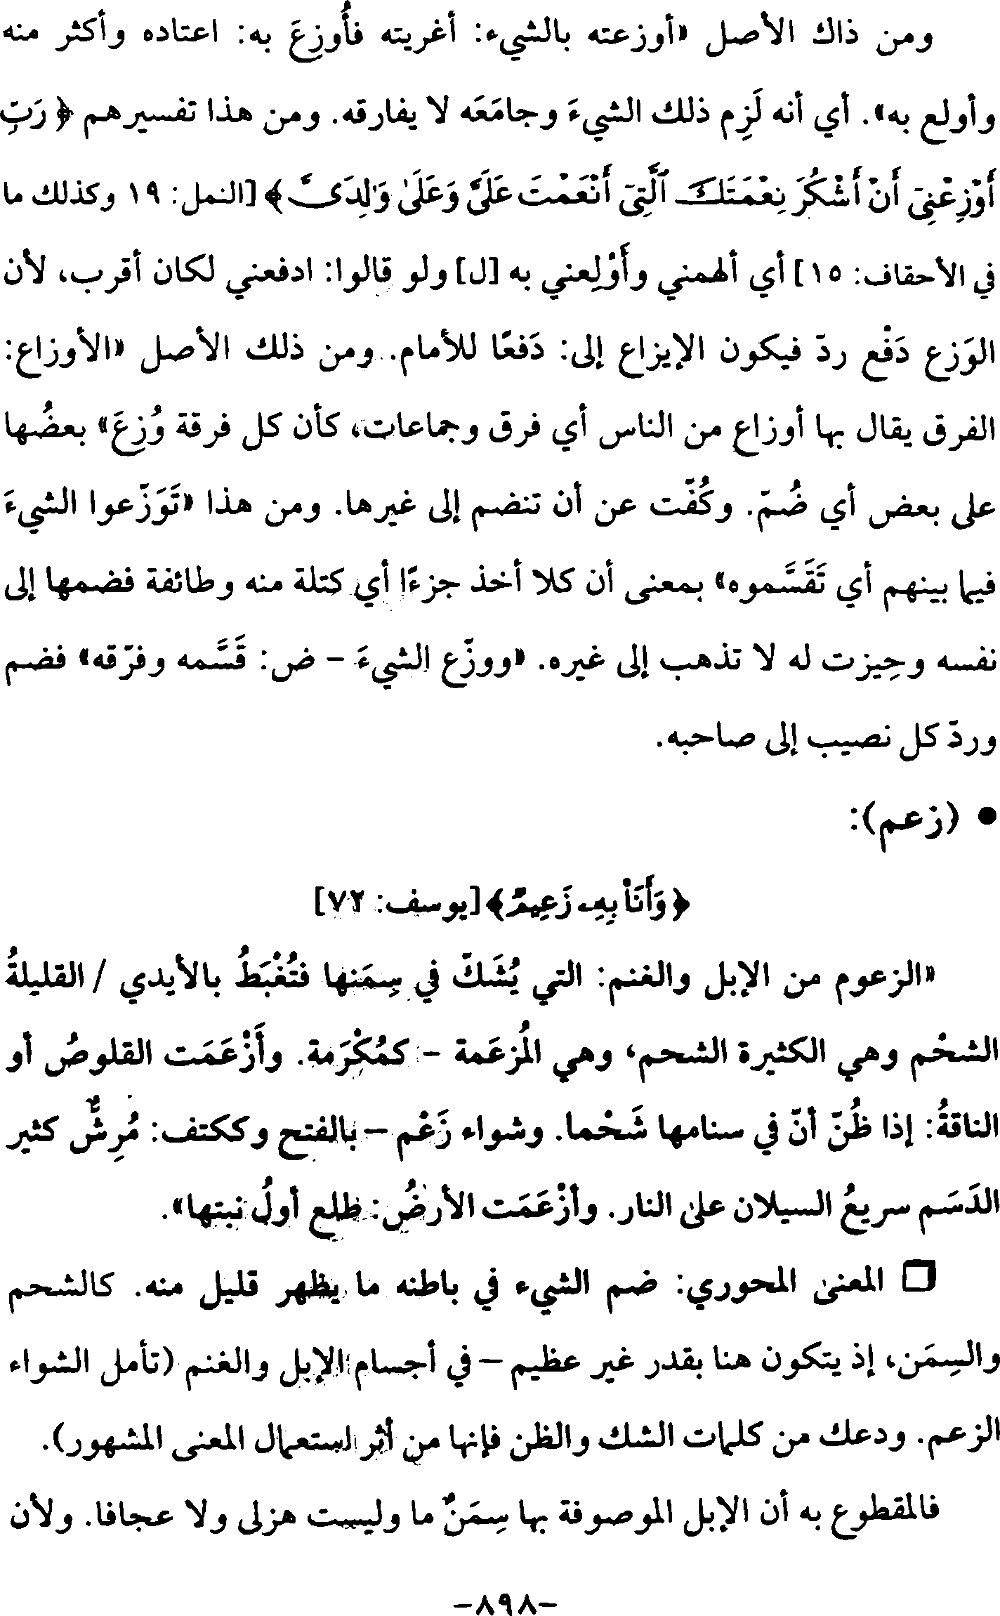 ومن ذاك الأصل «أوزعته بالشيء: أغريته فأُوزِعَ به: اعتاده وأكثر منه
وأولع به». أي أنه لَزِم ذلك الشيءَ وجامَعَه لا يفارقه. ومن هذا تفسيرهم ﴿ رَبِّ
أَوْزِعْنِىٓ أَنْ أَشْكُرَ نِعْمَتَكَ ٱلَّتِىٓ أَنْعَمْتَ عَلَىَّ وَعَلَىٰ وَٰلِدَىَّ ﴾ [النمل: ١٩ وكذلك ما
في الأحقاف: ١٥] أي ألهمني وأَوْلِعني به [ل] ولو قالوا: ادفعني لكان أقرب، لأن
الوَزع دَفْع ردّ فيكون الإيزاع إلى: دَفعًا للأمام. ومن ذلك الأصل «الأوزاع:
الفرق يقال بها أوزاع من الناس أي فرق وجماعات، كأن كل فرقة وُزِعَ» بعضُها
على بعض أي ضُمّ. وكُفّت عن أن تنضم إلى غيرها. ومن هذا «تَوَزّعوا الشيءَ
فيما بينهم أي تَقَسَّموه» بمعنى أن كلا أخذ جزءًا أي كتلة منه وطائفة فضمها إلى
نفسه وحِيزت له لا تذهب إلى غيره. «ووزّع الشيءَ – ض: قَسَّمه وفرّقه» فضم
وردّ كل نصيب إلى صاحبه.
• (زعم):
﴿وَأَنَا۠ بِهِۦ زَعِيمٌ﴾ [يوسف: ٧٢]
«الزعوم من الإبل والغنم: التي يُشَكّ في سِمَنها فتُغْبَطُ بالأيدي / القليلةُ
الشحْم وهي الكثيرة الشحم، وهي المُزعَمة – كمُكْرَمة. وأَزْعَمَت القلوصُ أو
الناقةُ: إذا ظُنّ أنّ في سنامها شَحْما. وشواء زَعْم – بالفتح وككتف: مُرِشٌّ كثير
الدَسَم سريعُ السيلان على النار. وأزْعَمَت الأرضُ: طلع أولُ نبتها».
❒ المعنى المحوري: ضم الشيء في باطنه ما يظهر قليل منه. كالشحم
والسِمَن، إذ يتكون هنا بقدر غير عظيم – في أجسام الإبل والغنم (تأمل الشواء
الزعم. ودعك من كلمات الشك والظن فإنها من أثر استعمال المعنى المشهور).
فالمقطوع به أن الإبل الموصوفة بها سِمَنٌ ما وليست هزلى ولا عجافا. ولأن
-٨٩٨-